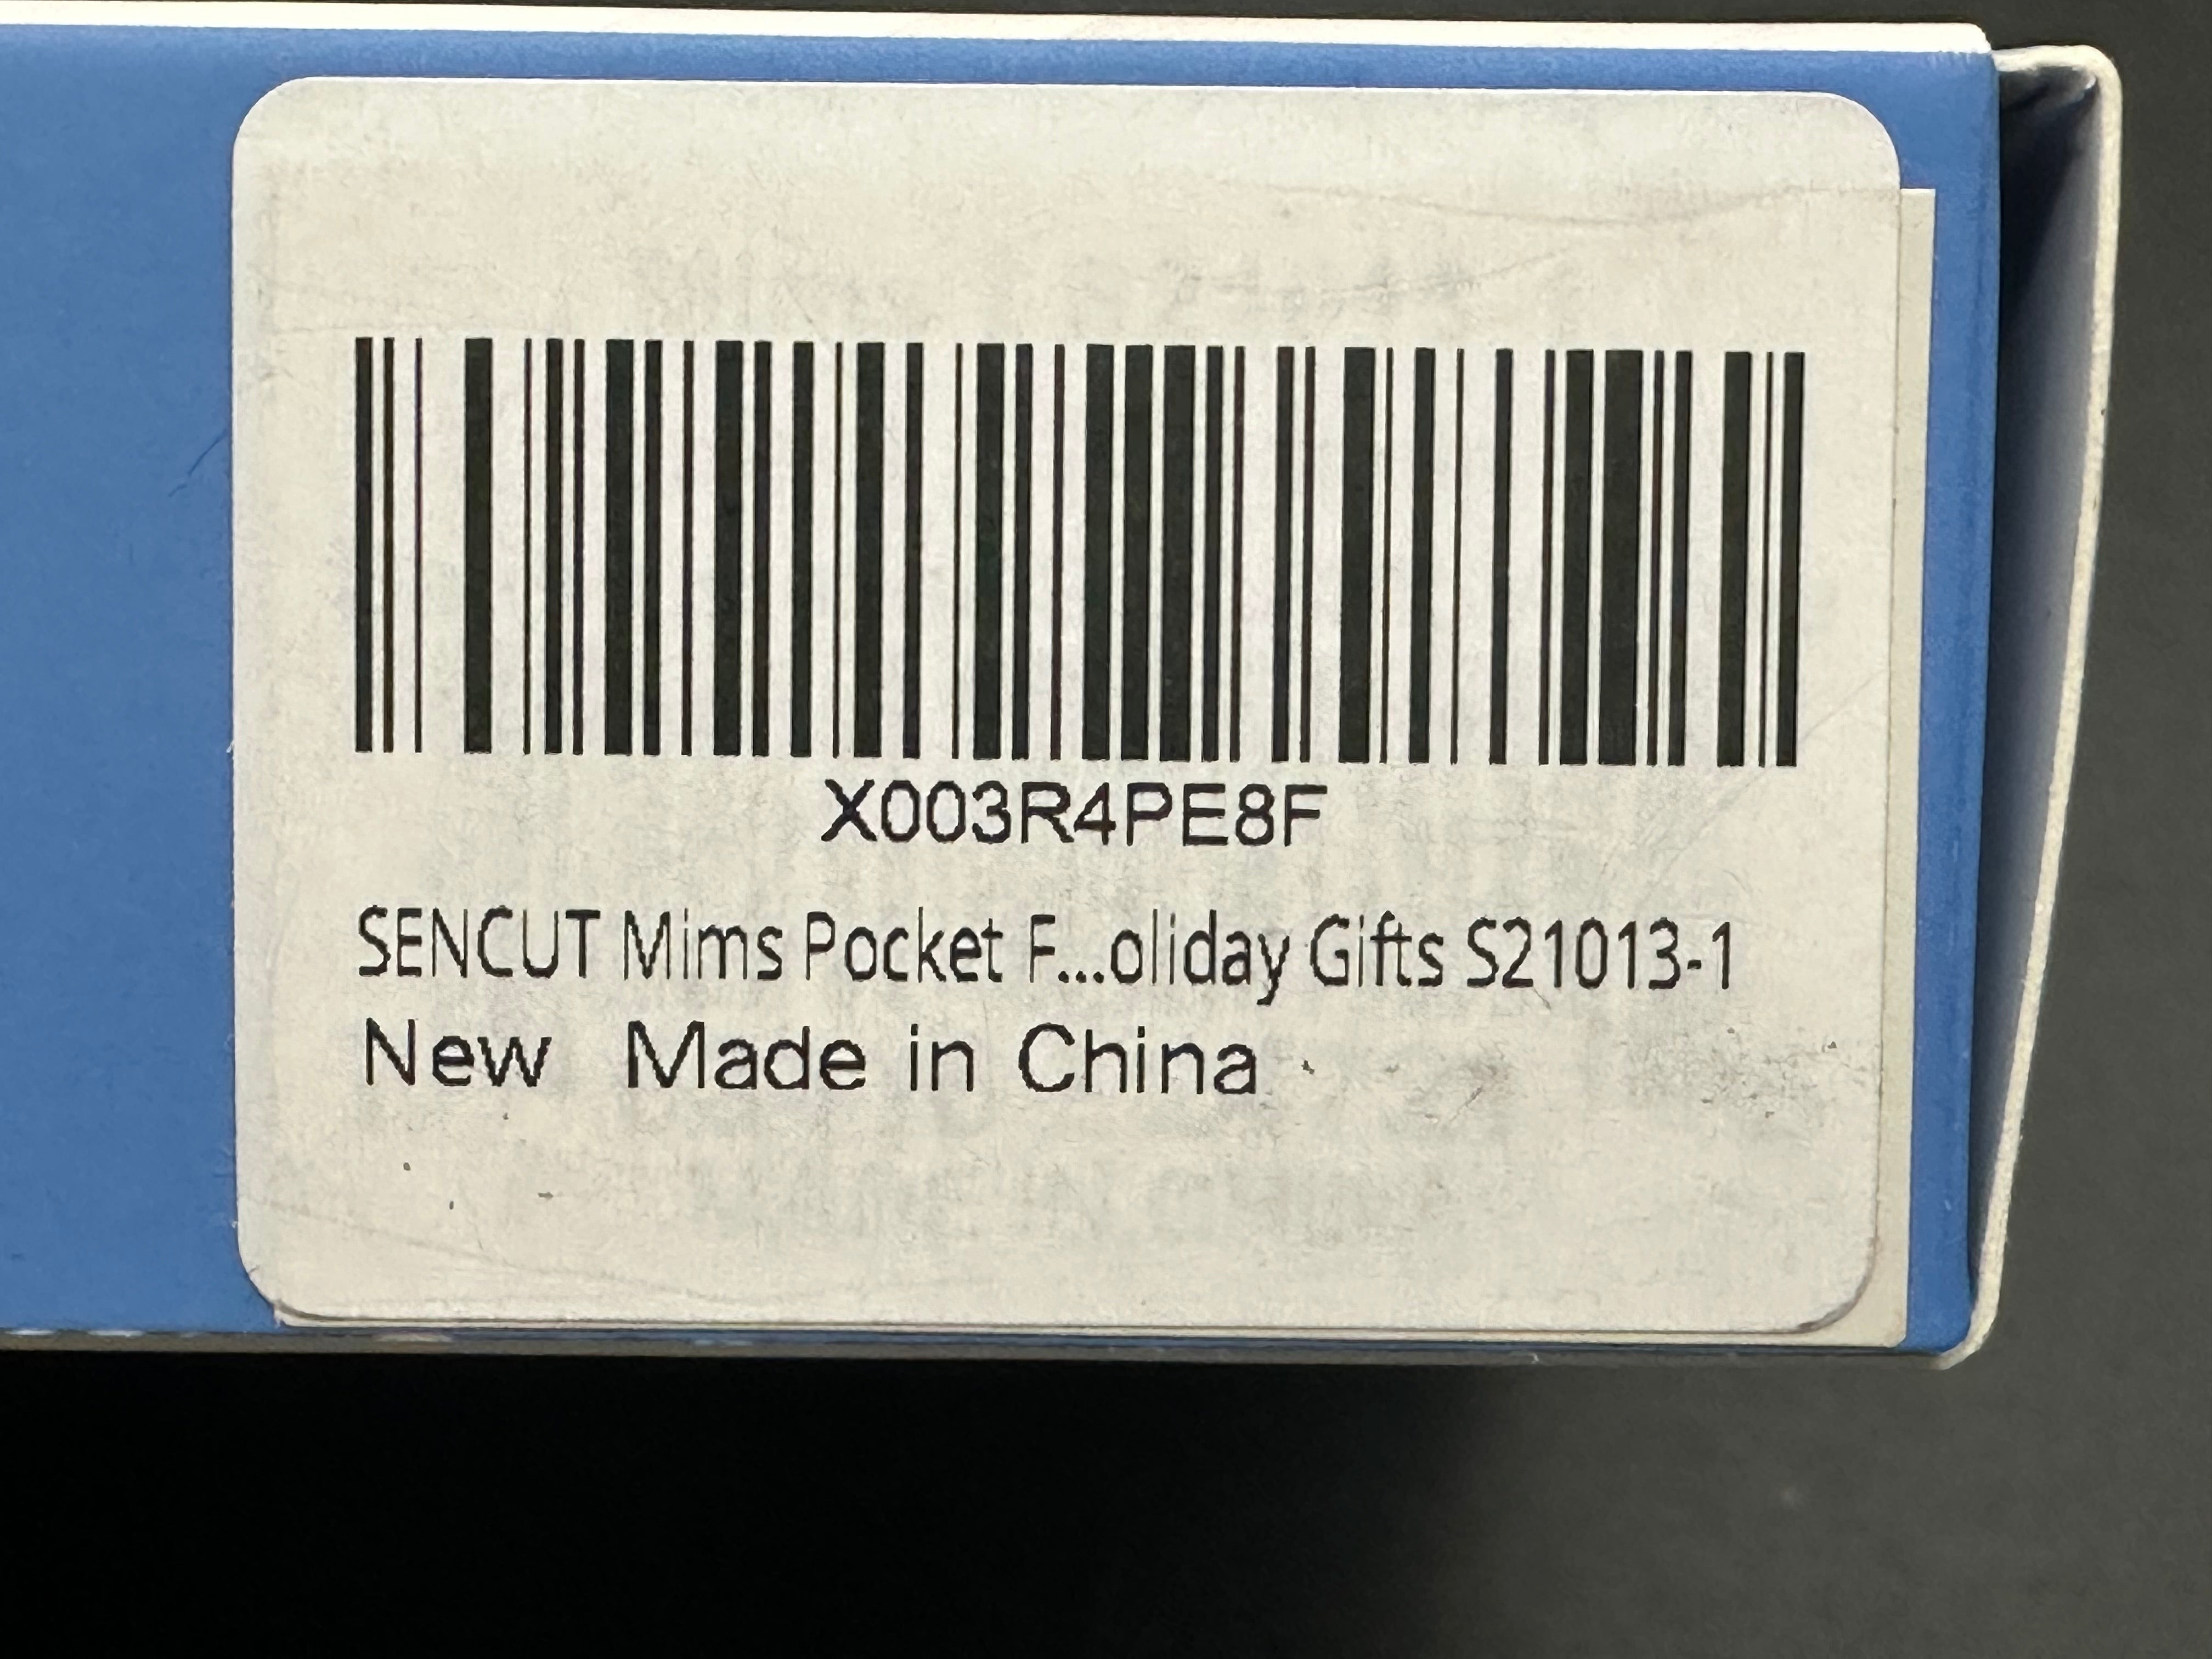 X003R4PE8F
SENCUT Mims Pocket F...oliday Gifts S21013-1
New Made in China